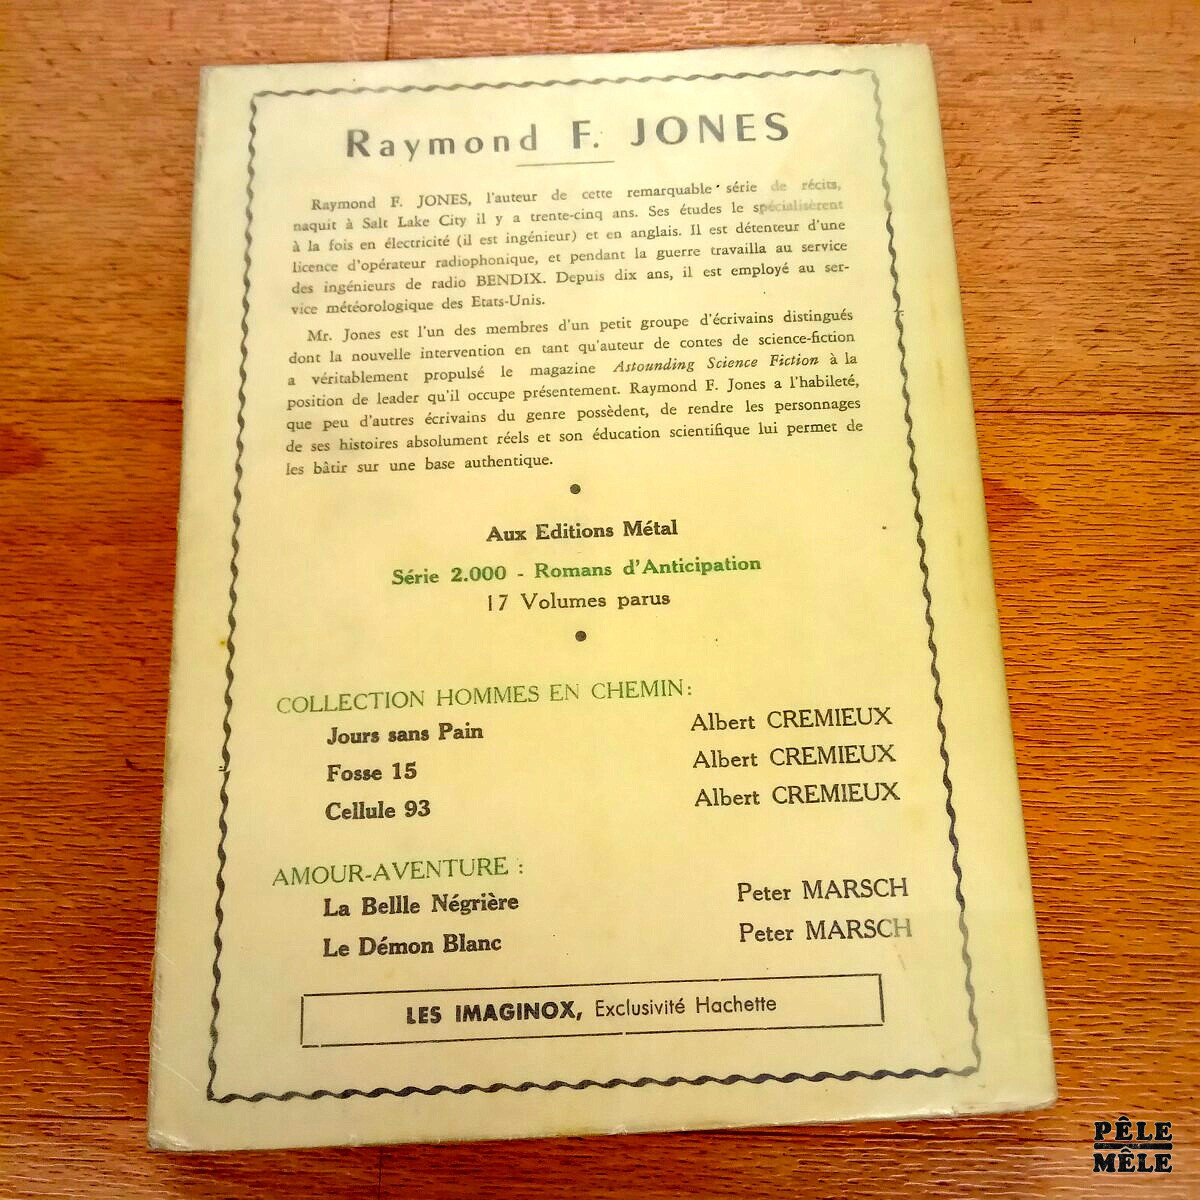 Raymond F. JONES
Raymond F. JONES, l'auteur de cette remarquable série de récits,
naquit à Salt Lake City il y a trente-cinq ans. Ses études le spécialisèrent
à la fois en électricité (il est ingénieur) et en anglais. Il est détenteur d'une
licence d'opérateur radiophonique, et pendant la guerre travailla au service
des ingénieurs de radio BENDIX. Depuis dix ans, il est employé au ser-
vice météorologique des Etats-Unis.
Mr. Jones est l'un des membres d'un petit groupe d'écrivains distingués
dont la nouvelle intervention en tant qu'auteur de contes de science-fiction
a véritablement propulsé le magazine Astounding Science Fiction à la
position de leader qu'il occupe présentement. Raymond F. Jones a l'habileté,
que peu d'autres écrivains du genre possèdent, de rendre les personnages
de ses histoires absolument réels et son éducation scientifique lui permet de
les bâtir sur une base authentique.
Aux Editions Métal
Série 2.000 - Romans d'Anticipation
17 Volumes parus
COLLECTION HOMMES EN CHEMIN:
Jours sans Pain Albert CREMIEUX
Fosse 15 Albert CREMIEUX
Cellule 93 Albert CREMIEUX
AMOUR-AVENTURE :
La Bellle Négrière Peter MARSCH
Le Démon Blanc Peter MARSCH
LES IMAGINOX, Exclusivité Hachette
PÊLE
MÊLE